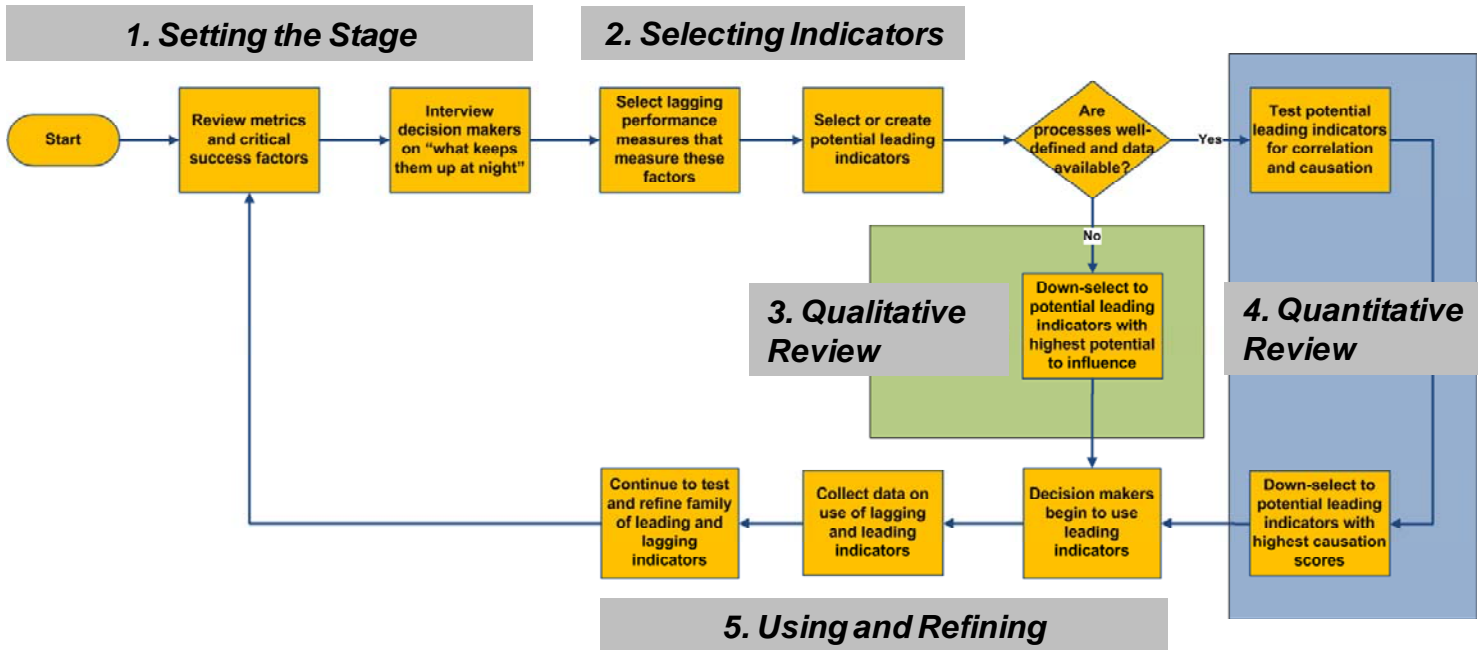 1. Setting the Stage
2. Selecting Indicators
Start
Review metrics
and critical
success factors
Interview
decision makers
on “what keeps
them up at night”
Select lagging
performance
measures that
measure these
factors
Select or create
potential leading
indicators
Are
processes well-
defined and data
available?
Yes
Test potential
leading indicators
for correlation
and causation
No
3. Qualitative
Review
Down-select to
potential leading
indicators with
highest potential
to influence
4. Quantitative
Review
Continue to test
and refine family
of leading and
lagging
indicators
Collect data on
use of lagging
and leading
indicators
Decision makers
begin to use
leading
indicators
Down-select to
potential leading
indicators with
highest causation
scores
5. Using and Refining